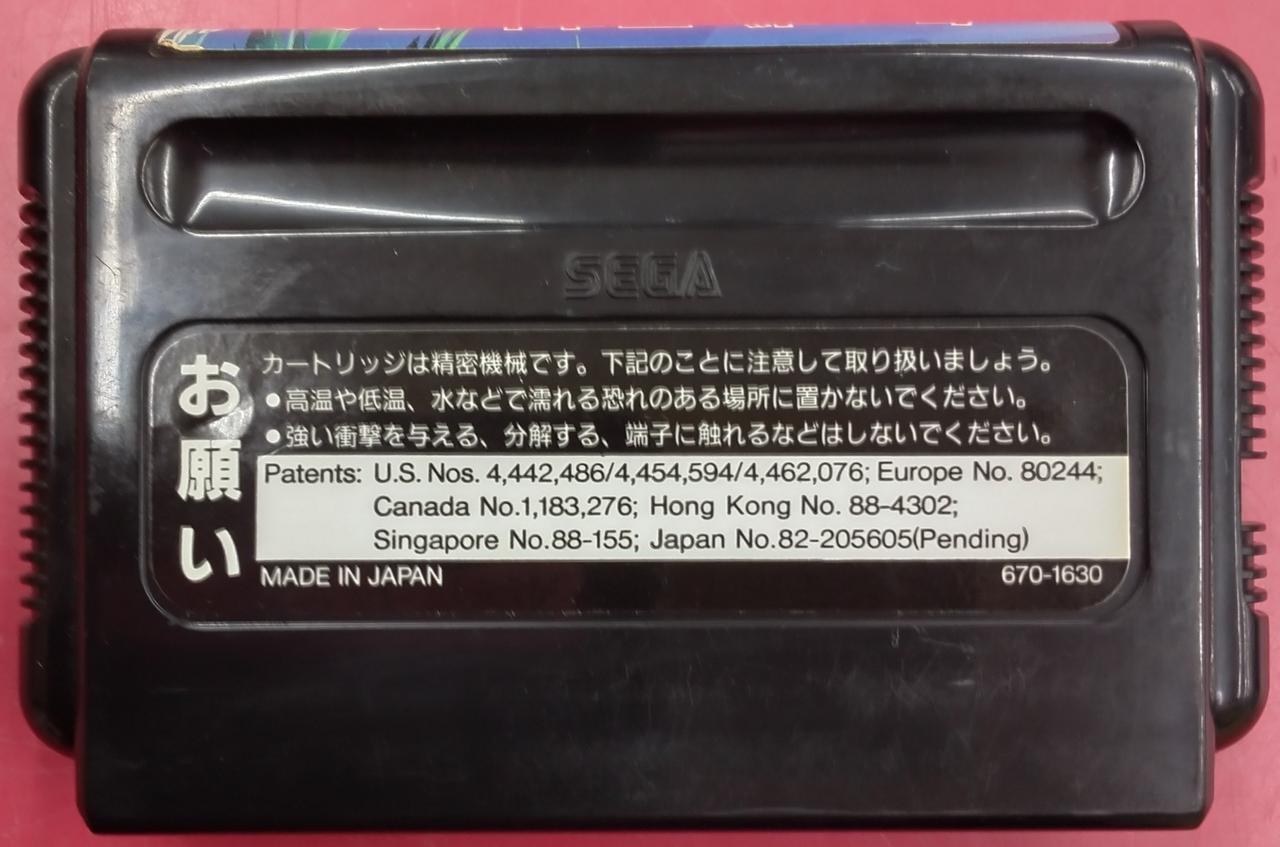 SEGA
お願い
カートリッジは精密機械です。下記のことに注意して取り扱いましょう。
●高温や低温、水などで濡れる恐れのある場所に置かないでください。
●強い衝撃を与える、分解する、端子に触れるなどはしないでください。
Patents: U.S. Nos. 4,442,486/4,454,594/4,462,076; Europe No. 80244;
Canada No.1,183,276; Hong Kong No. 88-4302;
Singapore No.88-155; Japan No.82-205605(Pending)
MADE IN JAPAN 670-1630